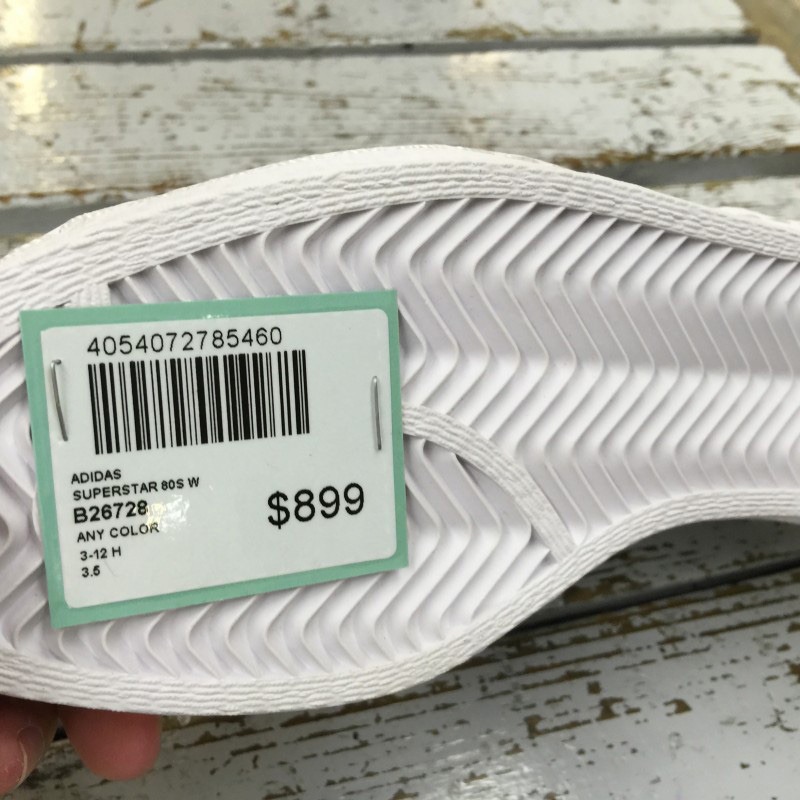 4054072785460
ADIDAS
SUPERSTAR 80S W
B26728
ANY COLOR
3-12 H
3.5
$899